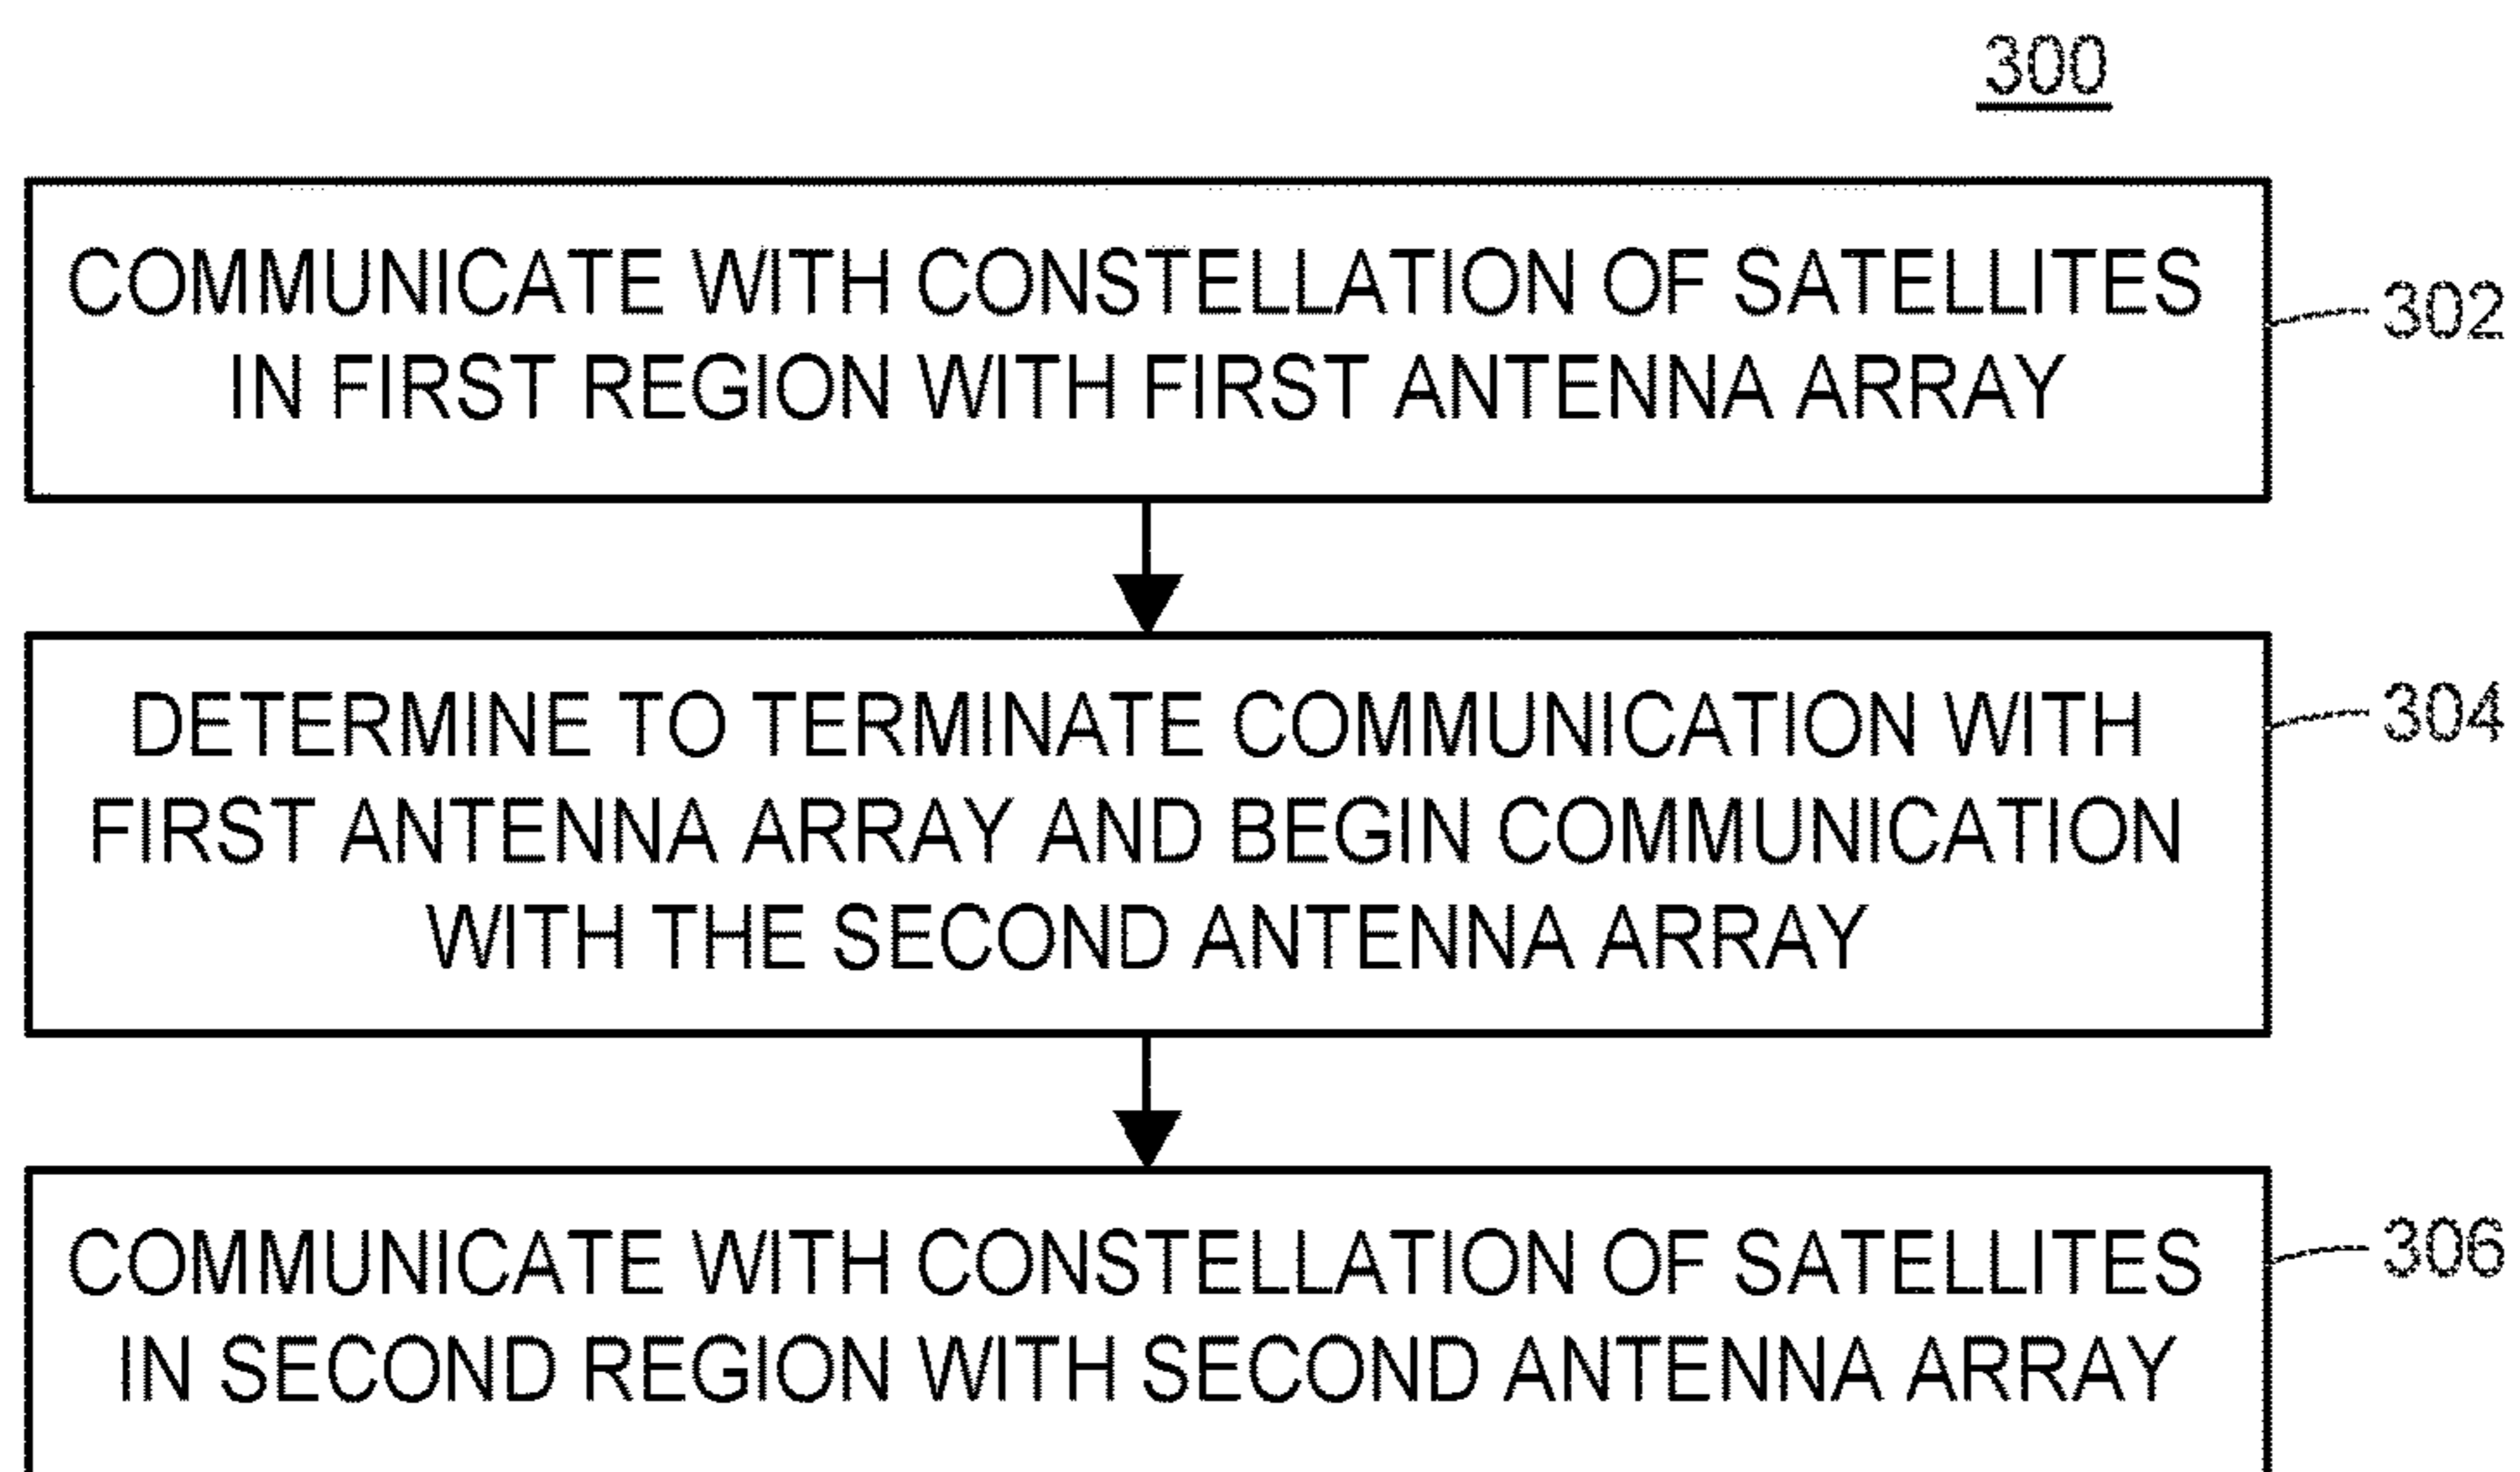 300
COMMUNICATE WITH CONSTELLATION OF SATELLITES
IN FIRST REGION WITH FIRST ANTENNA ARRAY
302
DETERMINE TO TERMINATE COMMUNICATION WITH
FIRST ANTENNA ARRAY AND BEGIN COMMUNICATION
WITH THE SECOND ANTENNA ARRAY
304
COMMUNICATE WITH CONSTELLATION OF SATELLITES
IN SECOND REGION WITH SECOND ANTENNA ARRAY
306